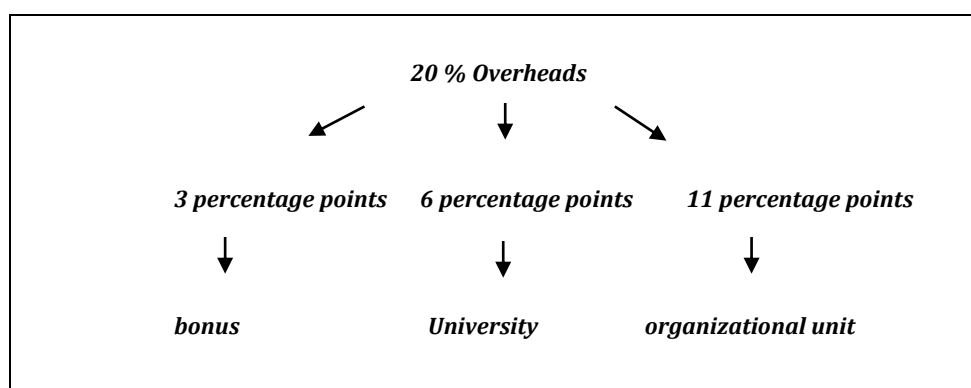 20 % Overheads
3 percentage points 6 percentage points 11 percentage points
bonus University organizational unit